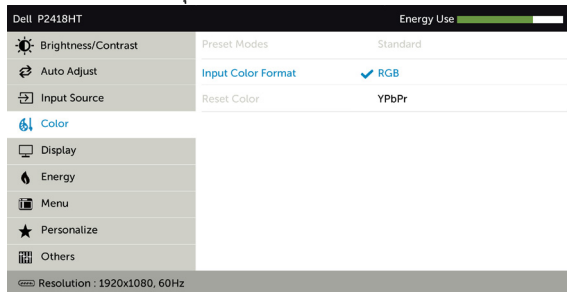 Dell P2418HT Energy Use
Brightness/Contrast Preset Modes Standard
Auto Adjust Input Color Format RGB
Input Source Reset Color YPbPr
Color
Display
Energy
Menu
Personalize
Others
Resolution : 1920x1080, 60Hz